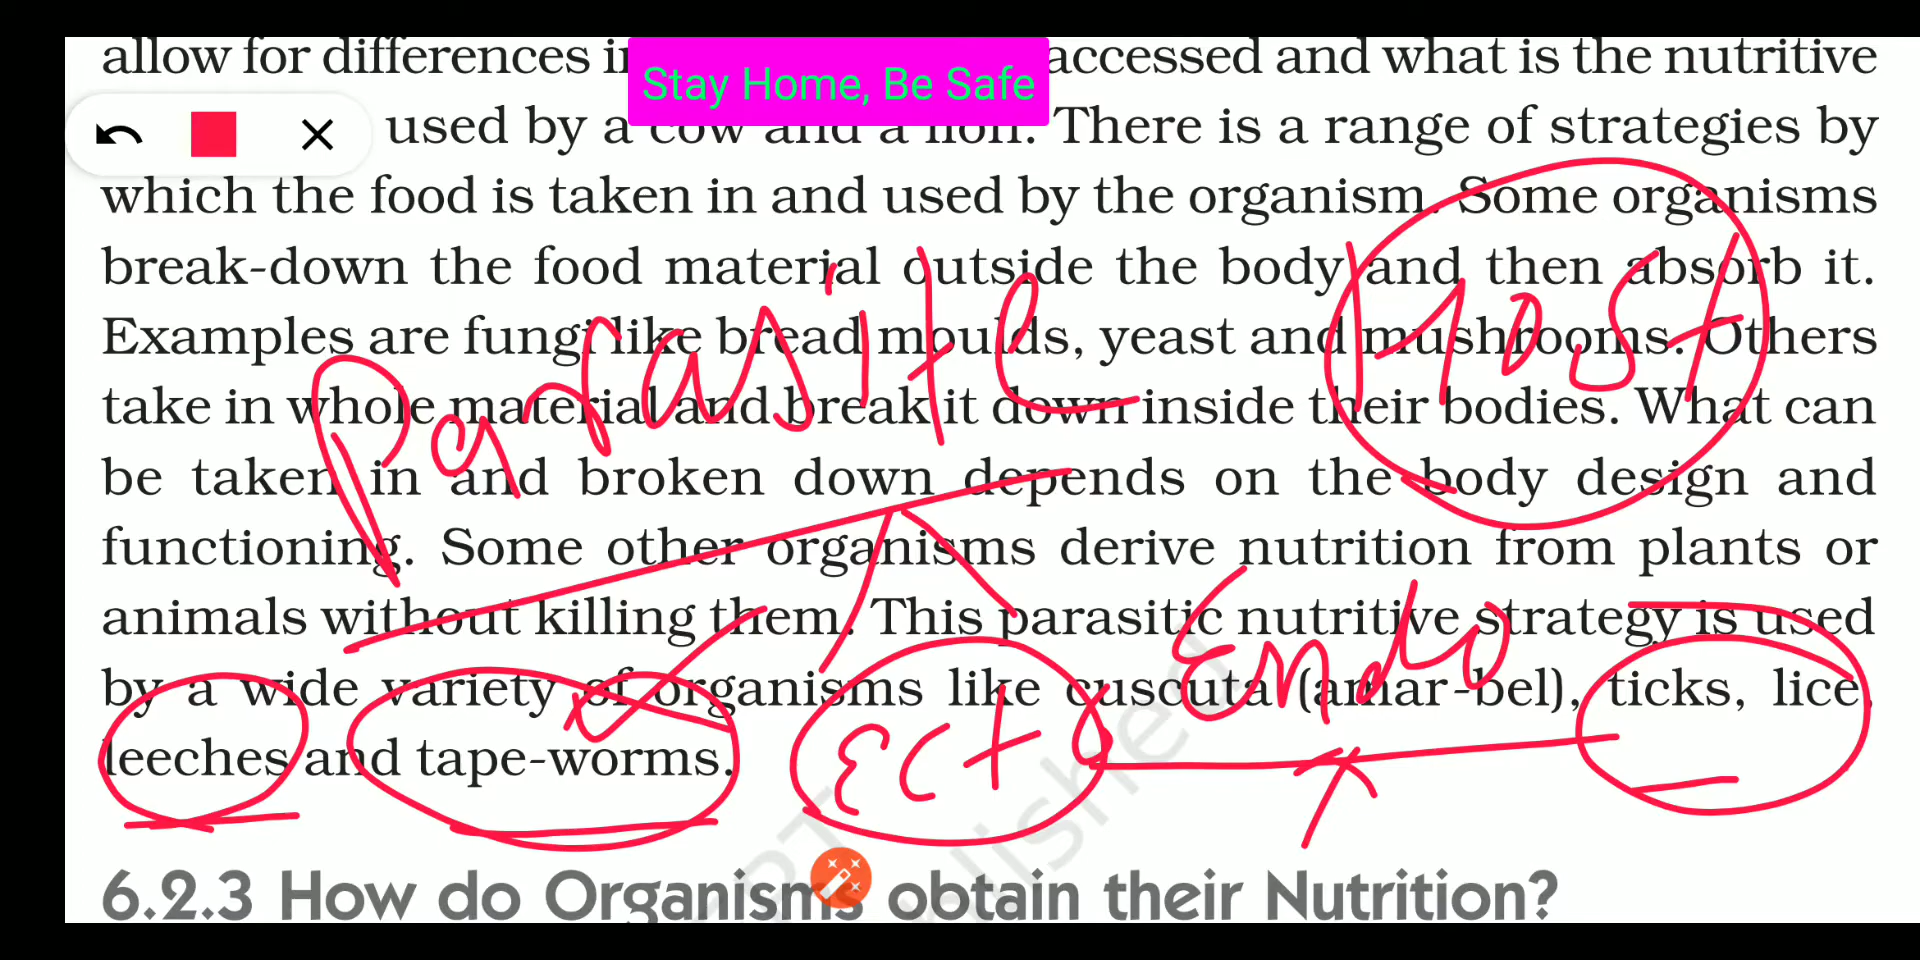 allow for differences in accessed and what is the nutritive
Stay Home, Be Safe
used by a cow and a lion. There is a range of strategies by
which the food is taken in and used by the organism. Some organisms
break-down the food material outside the body and then absorb it.
Examples are fungi like bread moulds, yeast and mushrooms. Others
take in whole material and break it down inside their bodies. What can
be taken in and broken down depends on the body design and
functioning. Some other organisms derive nutrition from plants or
animals without killing them. This parasitic nutritive strategy is used
by a wide variety of organisms like cuscuta (amar-bel), ticks, lice,
leeches and tape-worms.
Parasite
Host
Endo
Ecto
6.2.3 How do Organisms obtain their Nutrition?